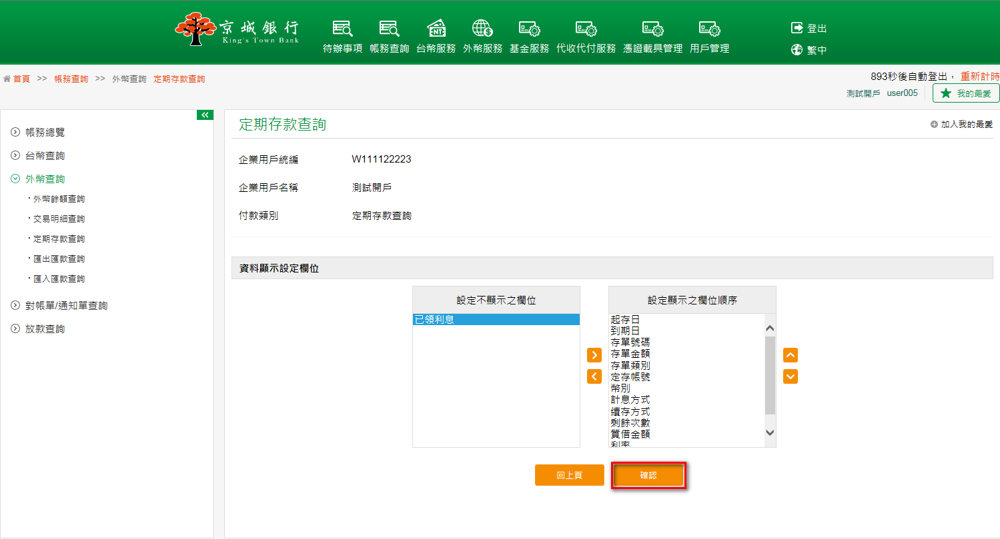 京城銀行
King's Town Bank
待辦事項 帳務查詢 台幣服務 外幣服務 基金服務 代收代付服務 憑證載具管理 用戶管理
NT$
登出
繁中
首頁 >> 帳務查詢 >> 外幣查詢 定期存款查詢
893秒後自動登出， 重新計時
測試開戶 user005 我的最愛
帳務總覽
台幣查詢
外幣查詢
外幣餘額查詢
交易明細查詢
定期存款查詢
匯出匯款查詢
匯入匯款查詢
對帳單/通知單查詢
放款查詢
定期存款查詢
加入我的最愛
企業用戶統編 W111122223
企業用戶名稱 測試開戶
付款類別 定期存款查詢
資料顯示設定欄位
設定不顯示之欄位
已領利息
設定顯示之欄位順序
起存日
到期日
存單號碼
存單金額
存單類別
定存帳號
幣別
計息方式
續存方式
剩餘次數
質借金額
利率
回上頁 確認